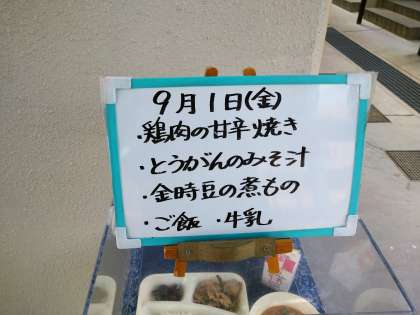 9月1日(金)
・鶏肉の甘辛焼き
・とうがんのみそ汁
・金時豆の煮もの
・ご飯 ・牛乳